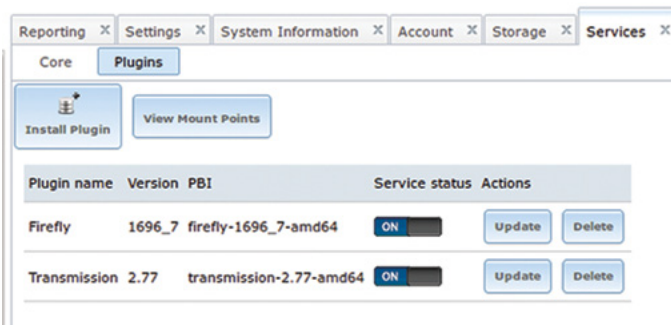 Reporting X Settings X System Information X Account X Storage X Services X
Core Plugins
Install Plugin View Mount Points
Plugin name Version PBI Service status Actions
Firefly 1696_7 firefly-1696_7-amd64 ON Update Delete
Transmission 2.77 transmission-2.77-amd64 ON Update Delete